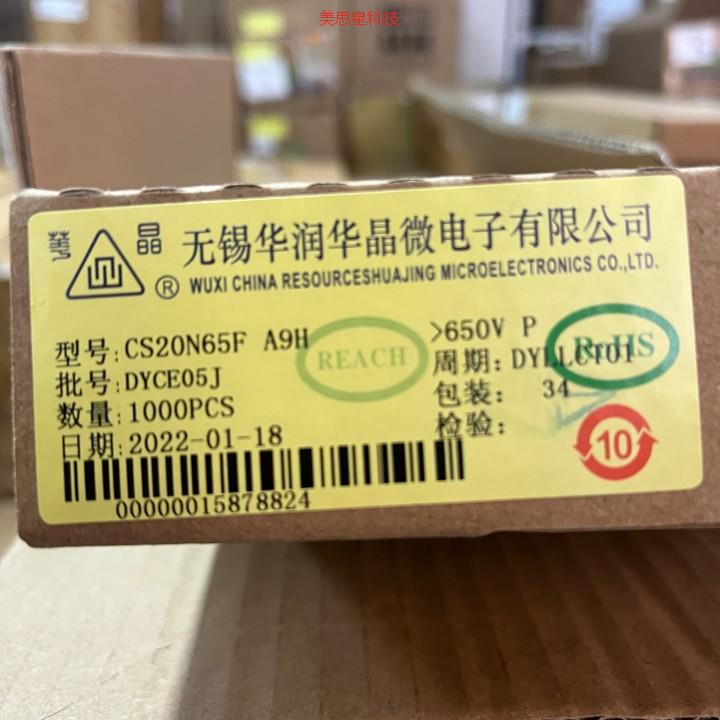 美思星科技
华 晶
无锡华润华晶微电子有限公司
® WUXI CHINA RESOURCESHUAJING MICROELECTRONICS CO.,LTD.
型号:CS20N65F A9H
>650V P
REACH
RoHS
批号:DYCE05J
周期:DYLLCT01
数量:1000PCS
包装: 34
日期:2022-01-18
检验:
10
00000015878824